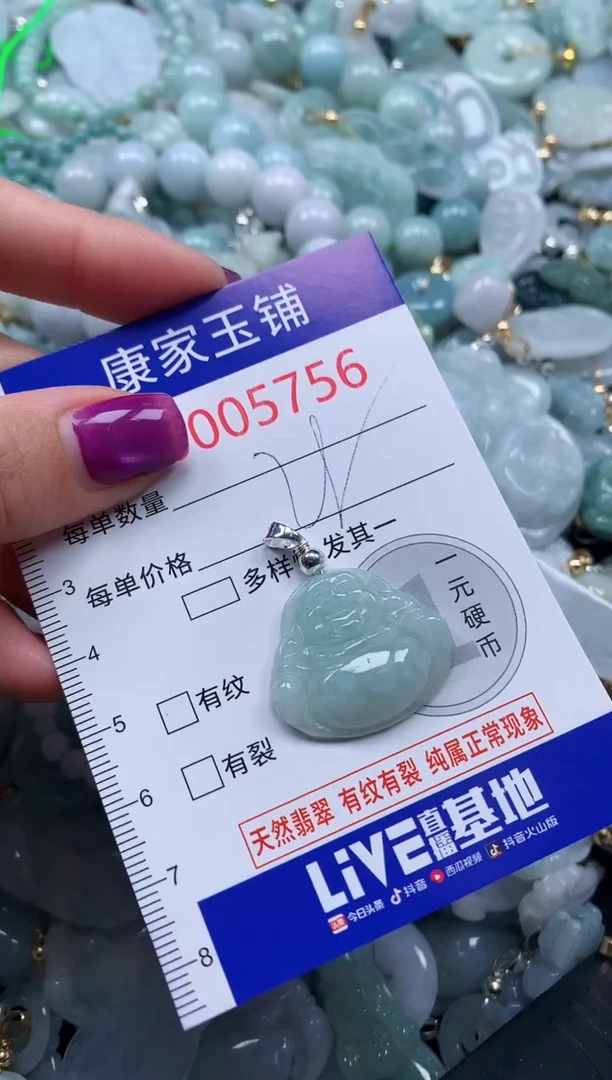 康家玉铺
005756
每单数量
每单价格
多样 发其一
一元硬币
有纹
有裂
天然翡翠 有纹有裂 纯属正常现象
LiVE直播基地
今日头条 抖音 西瓜视频 抖音火山版
3
4
5
6
7
8